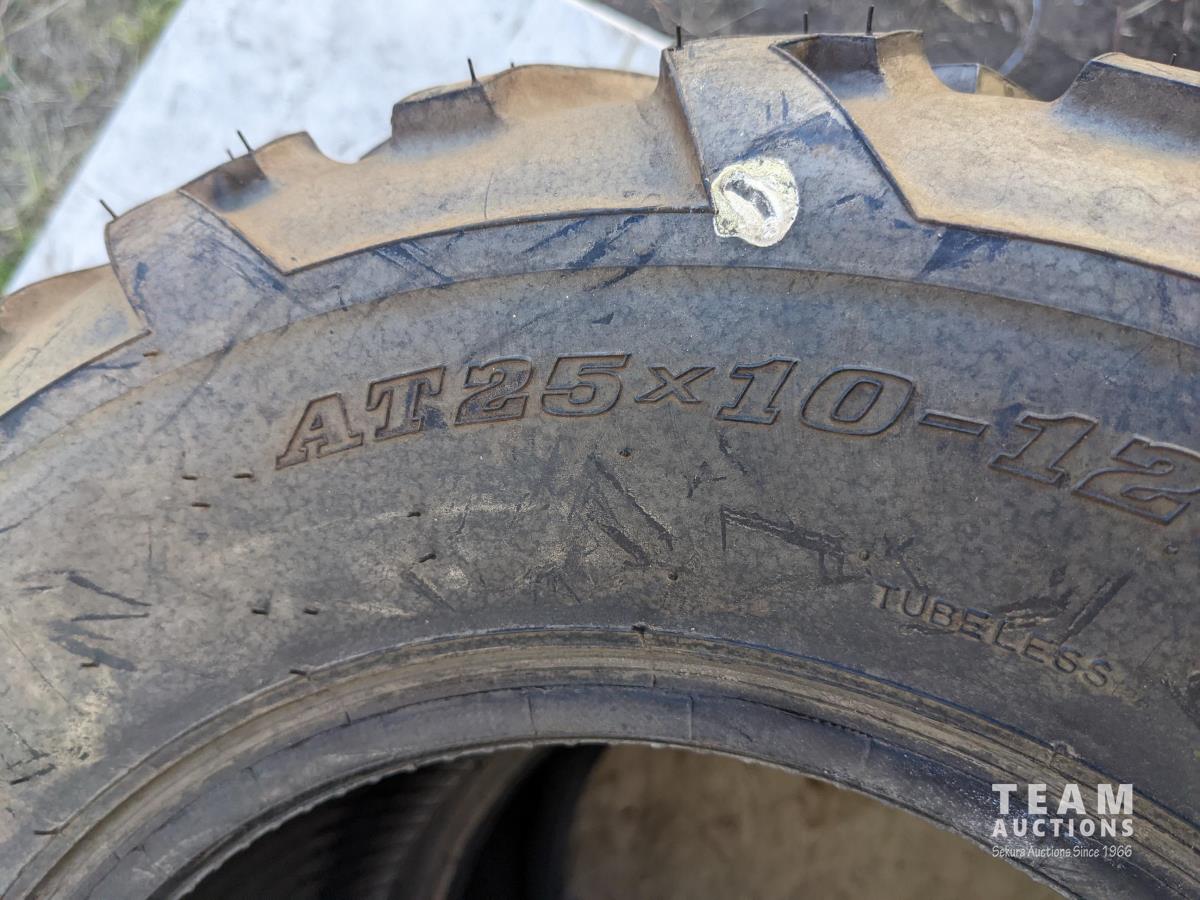 AT25x10-12
TUBELESS
TEAM
AUCTIONS
Sekura Auctions Since 1966